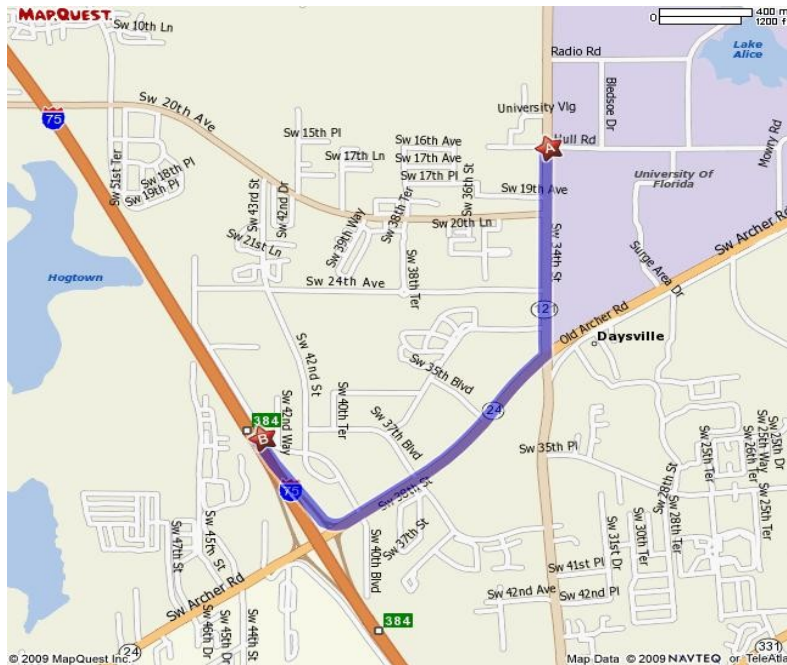 MAPQUEST.
0 400 m
1200 f
Sw 10th Ln
Radio Rd
Lake
Alice
Bledsoe Dr
75
Sw 20th Ave
University Vlg
Sw 15th Pl
Sw 16th Ave
A
Hull Rd
Mowry Rd
Sw 51st Ter
Sw 18th Pl
Sw 19th Pl
Sw 17th Ln
Sw 17th Ave
Sw 17th Pl
Sw 36th St
Sw 19th Ave
University Of
Florida
Sw 43rd St
Sw 42nd Dr
Sw 39th Way
Sw 38th Ter
Sw 20th Ln
Sw 34th St
Sw Archer Rd
Sw 21st Ln
Surge Area Dr
Hogtown
Sw 24th Ave
Sw 38th Ter
121
Old Archer Rd
Daysville
Sw 42nd St
Sw 35th Blvd
24
Sw 42nd Way
Sw 40th Ter
Sw 37th Blvd
384
B
Sw 35th Pl
Sw 28th St
Sw 25th Ter
Sw 25th Dr
Sw 25th Way
Sw 26th Ter
75
Sw 38th St
Sw 37th St
Sw 40th Blvd
Sw 47th St
Sw 45th St
Sw 31st Dr
Sw 30th Ter
Sw 28th Ter
Sw 25th Ter
Sw 41st Pl
Sw 42nd Ave
Sw 42nd Pl
Sw Archer Rd
384
Sw 46th Dr
Sw 45th Dr
Sw 44th St
24
331
© 2009 MapQuest Inc.
Map Data © 2009 NAVTEQ or TeleAtla